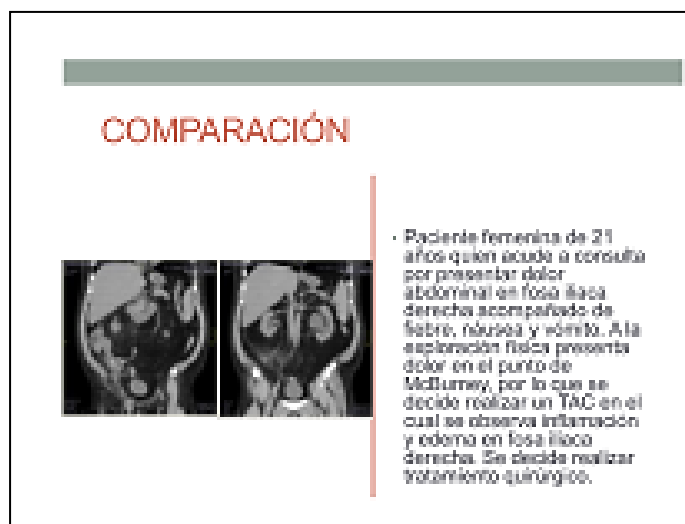 COMPARACIÓN
• Paciente femenina de 21
años quien acude a consulta
por presentar dolor
abdominal en fosa iliaca
derecha acompañado de
fiebre, náusea y vómito. A la
exploración física presenta
dolor en el punto de
McBurney, por lo que se
decide realizar un TAC en el
cual se observa inflamación
y edema en fosa iliaca
derecha. Se decide realizar
tratamiento quirúrgico.